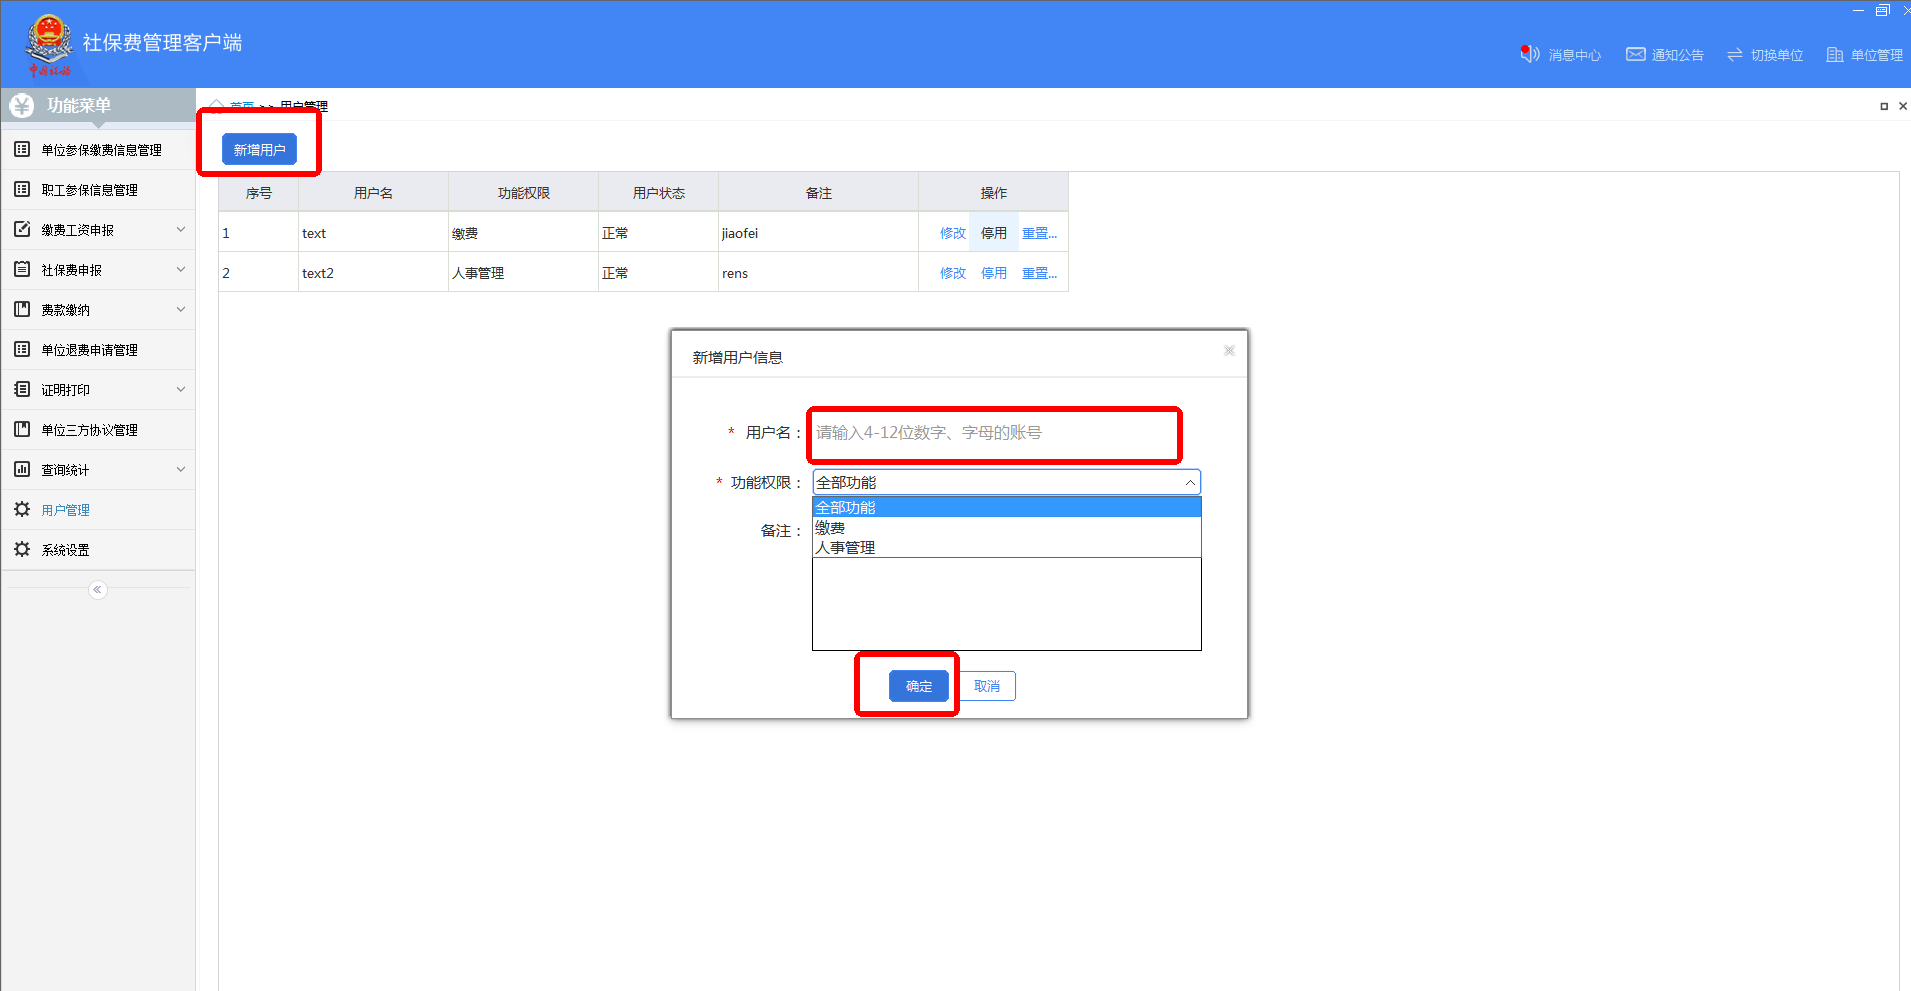 社保费管理客户端
中国税务
消息中心
通知公告
切换单位
单位管理
功能菜单
首页 >> 用户管理
单位参保缴费信息管理
职工参保信息管理
缴费工资申报
社保费申报
费款缴纳
单位退费申请管理
证明打印
单位三方协议管理
查询统计
用户管理
系统设置
新增用户
序号 用户名 功能权限 用户状态 备注 操作
1 text 缴费 正常 jiaofei 修改 停用 重置...
2 text2 人事管理 正常 rens 修改 停用 重置...
新增用户信息
* 用户名： 请输入4-12位数字、字母的账号
* 功能权限： 全部功能
全部功能
缴费
人事管理
备注：
确定 取消